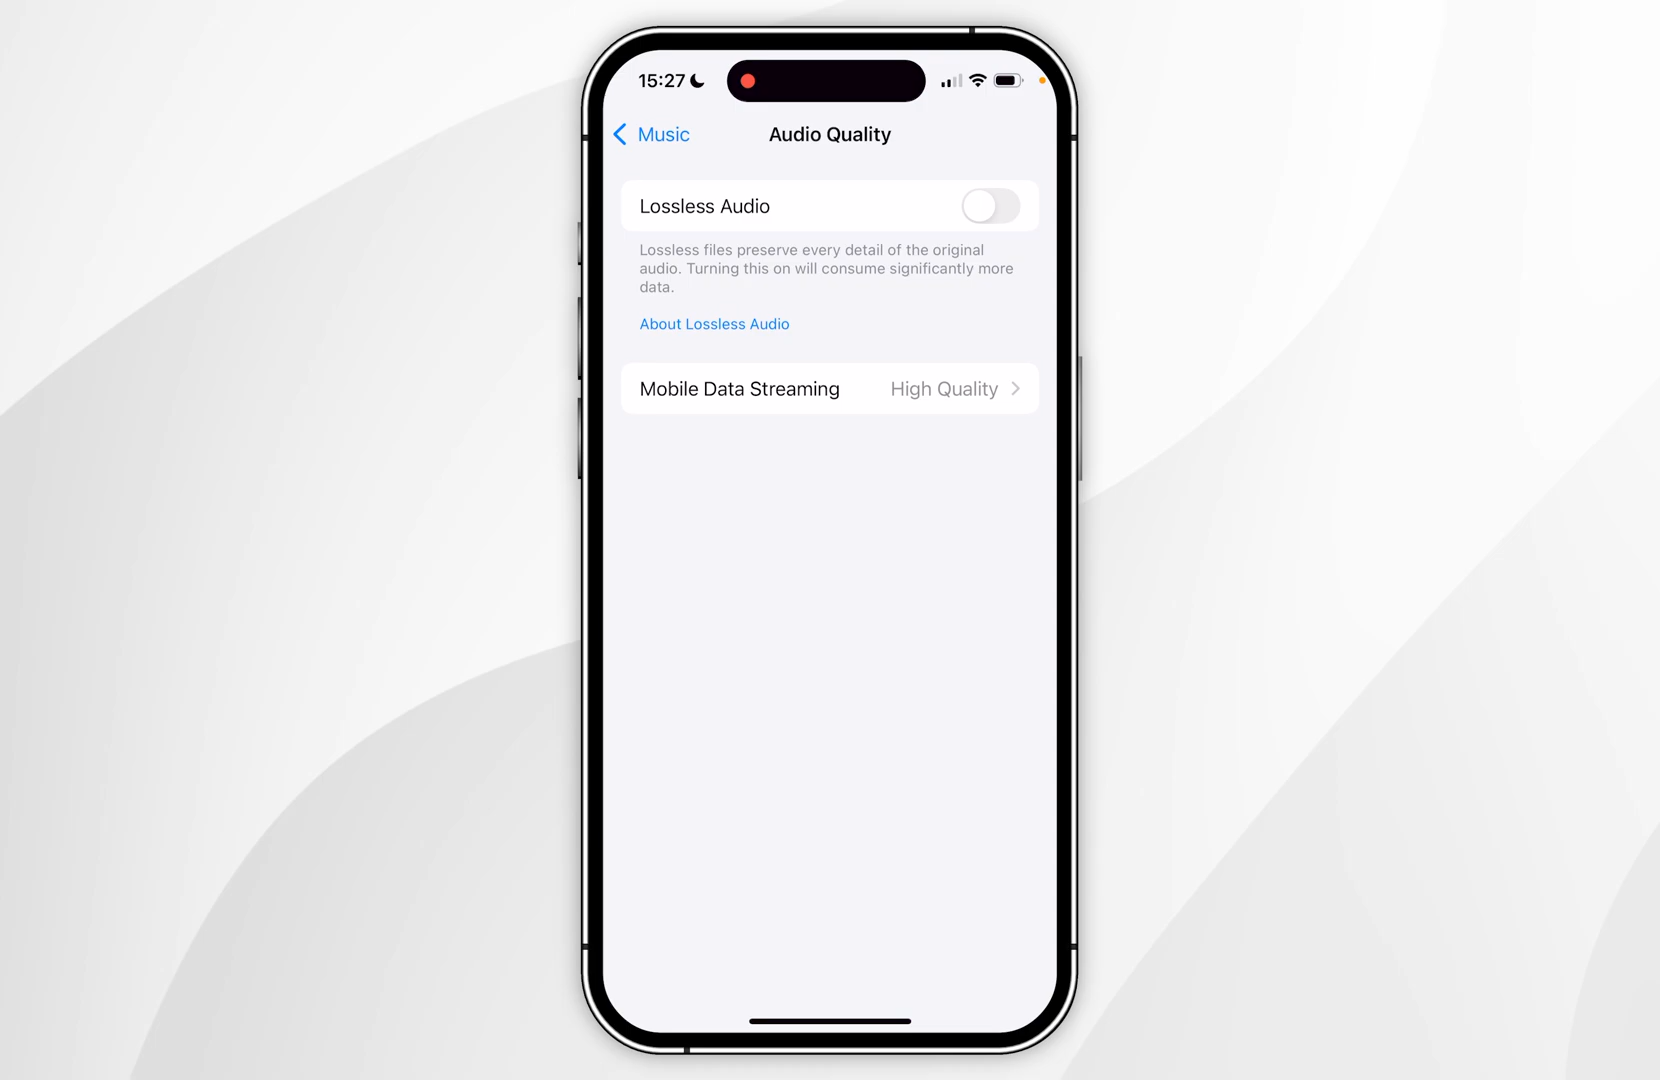 15:27
Music
Audio Quality
Lossless Audio
Lossless files preserve every detail of the original
audio. Turning this on will consume significantly more
data.
About Lossless Audio
Mobile Data Streaming High Quality